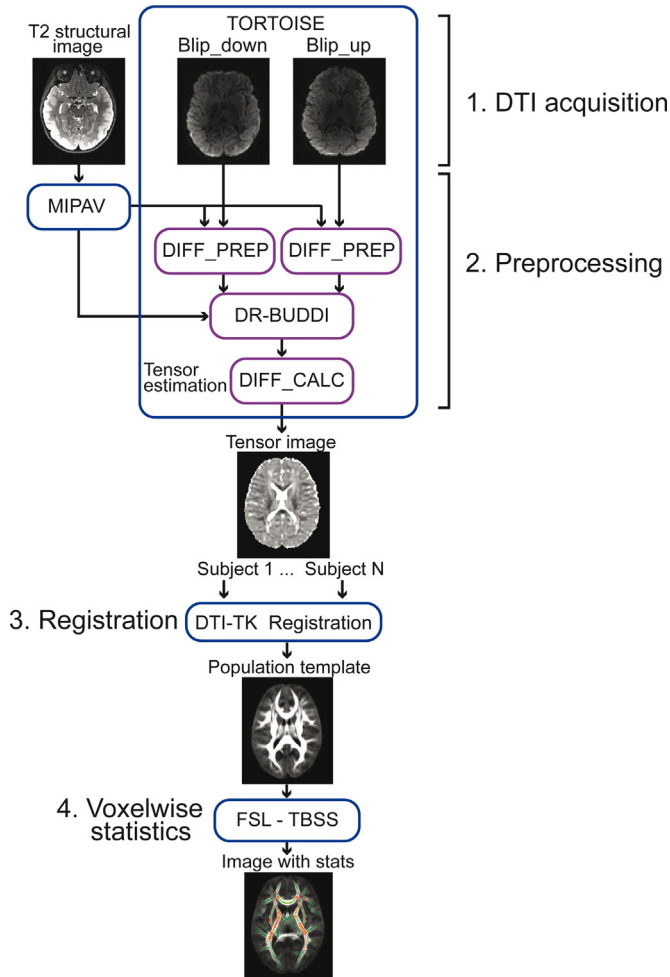 TORTOISE
T2 structural
image
Blip_down
Blip_up
1. DTI acquisition
MIPAV
DIFF_PREP
DIFF_PREP
2. Preprocessing
DR-BUDDI
Tensor
estimation
DIFF_CALC
Tensor image
Subject 1 ... Subject N
3. Registration
DTI-TK Registration
Population template
4. Voxelwise
statistics
FSL - TBSS
Image with stats